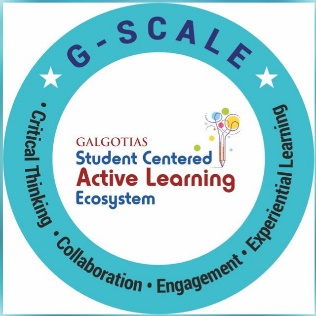 G-SCALE
GALGOTIAS
Student Centered
Active Learning
Ecosystem
• Critical Thinking • Collaboration • Engagement • Experiential Learning